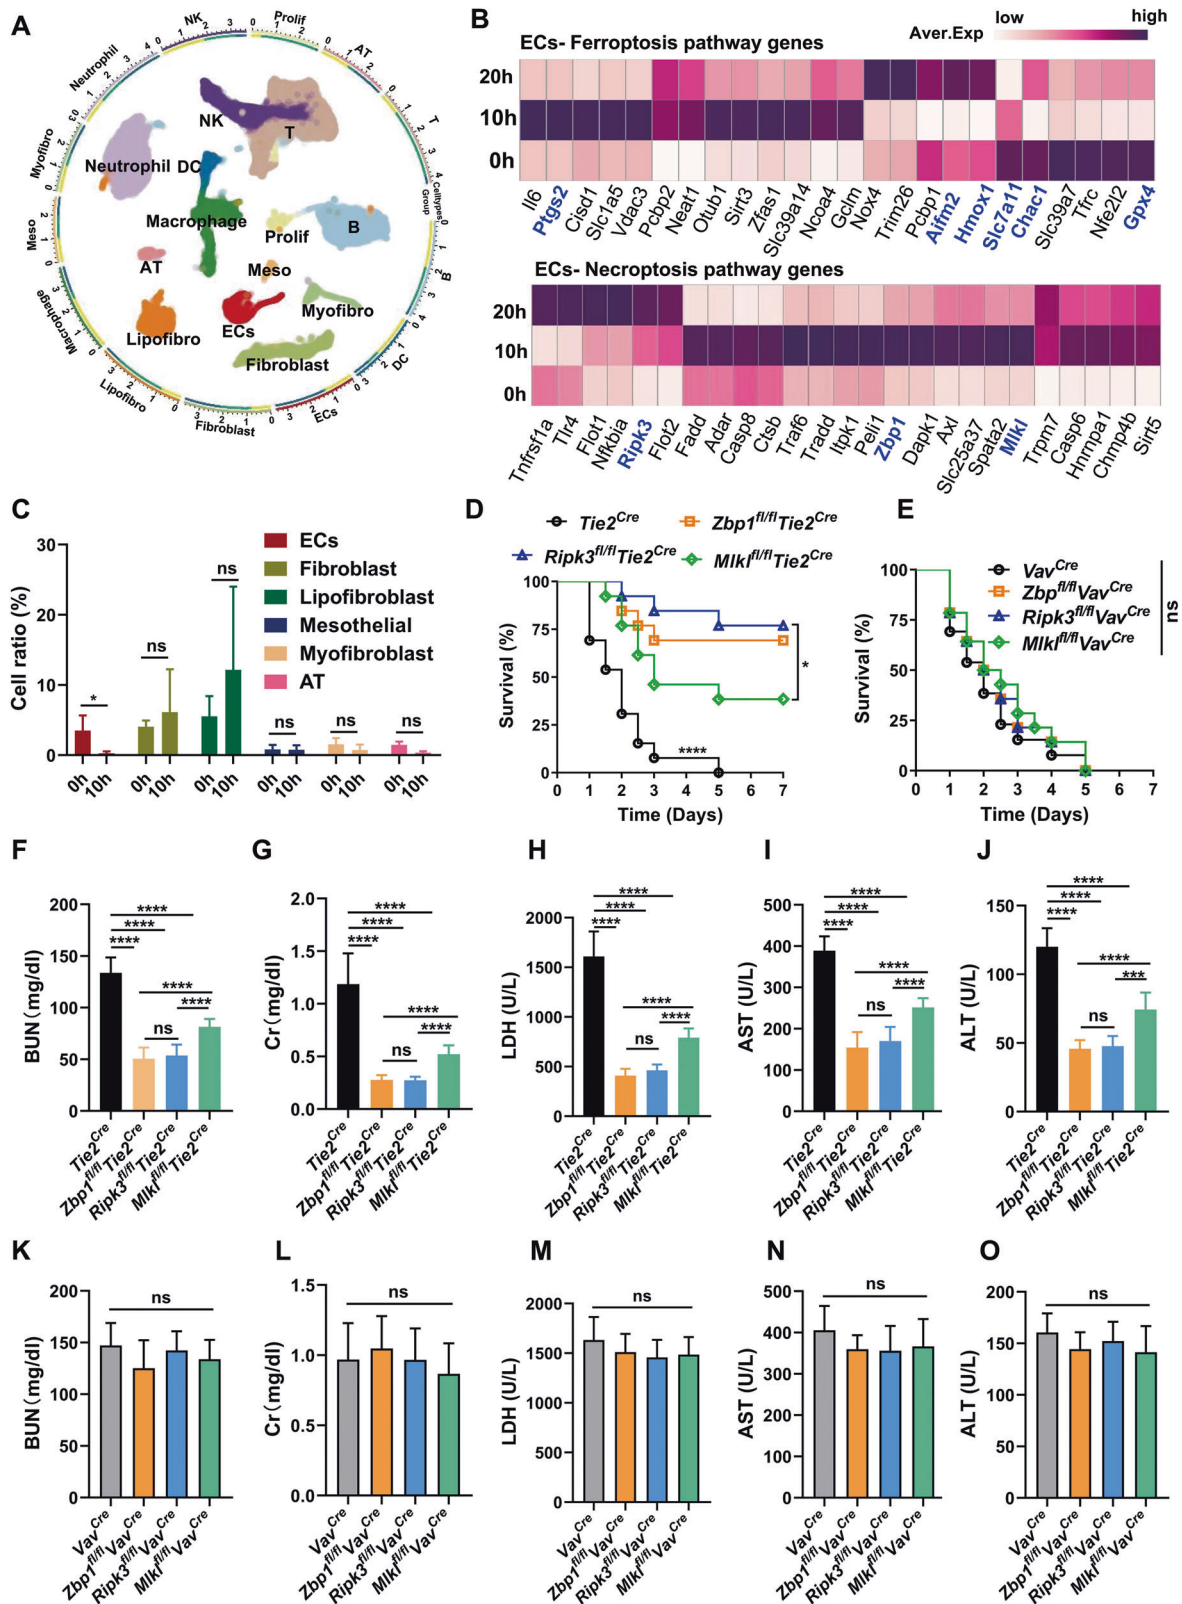 A
NK
Prolif
AT
T
Celltypes
Group
B
DC
ECs
Fibroblast
Lipofibro
Macrophage
Meso
Myofibro
Neutrophil
NK
T
Neutrophil
DC
Macrophage
Prolif
B
AT
Meso
Lipofibro
ECs
Myofibro
Fibroblast
B
low
high
Aver.Exp
ECs- Ferroptosis pathway genes
20h
10h
0h
Il6
Ptgs2
Cisd1
Slc1a5
Vdac3
Pcbp2
Neat1
Otub1
Sirt3
Zfas1
Slc39a14
Ncoa4
Gclm
Nox4
Trim26
Pcbp1
Aifm2
Hmox1
Slc7a11
Chac1
Slc39a7
Tfrc
Nfe2l2
Gpx4
ECs- Necroptosis pathway genes
20h
10h
0h
Tnfrsf1a
Tlr4
Flot1
Nfkbia
Ripk3
Flot2
Fadd
Adar
Casp8
Ctsb
Traf6
Tradd
Itpk1
Peli1
Zbp1
Dapk1
Axl
Slc25a37
Spata2
Mlkl
Trpm7
Casp6
Hnrnpa1
Chmp4b
Sirt5
C
Cell ratio (%)
30
20
10
0
* ns ns ns ns ns
0h 10h 0h 10h 0h 10h 0h 10h 0h 10h 0h 10h
ECs
Fibroblast
Lipofibroblast
Mesothelial
Myofibroblast
AT
D
Tie2Cre
Zbp1fl/flTie2Cre
Ripk3fl/flTie2Cre
Mlklfl/flTie2Cre
Survival (%)
100
75
50
25
0
*
****
0 1 2 3 4 5 6 7
Time (Days)
E
VavCre
Zbpfl/flVavCre
Ripk3fl/flVavCre
Mlklfl/flVavCre
ns
Survival (%)
100
75
50
25
0
0 1 2 3 4 5 6 7
Time (Days)
F
BUN(mg/dl)
200
150
100
50
0
****
****
****
****
****
ns
Tie2Cre
Zbp1fl/flTie2Cre
Ripk3fl/flTie2Cre
Mlklfl/flTie2Cre
G
Cr(mg/dl)
2.0
1.5
1.0
0.5
0.0
****
****
****
****
****
ns
Tie2Cre
Zbp1fl/flTie2Cre
Ripk3fl/flTie2Cre
Mlklfl/flTie2Cre
H
LDH (U/L)
2000
1500
1000
500
0
****
****
****
****
****
ns
Tie2Cre
Zbp1fl/flTie2Cre
Ripk3fl/flTie2Cre
Mlklfl/flTie2Cre
I
AST (U/L)
500
400
300
200
100
0
****
****
****
****
****
ns
Tie2Cre
Zbp1fl/flTie2Cre
Ripk3fl/flTie2Cre
Mlklfl/flTie2Cre
J
ALT (U/L)
150
100
50
0
****
****
****
****
***
ns
Tie2Cre
Zbp1fl/flTie2Cre
Ripk3fl/flTie2Cre
Mlklfl/flTie2Cre
K
BUN(mg/dl)
200
150
100
50
0
ns
VavCre
Zbp1fl/flVavCre
Ripk3fl/flVavCre
Mlklfl/flVavCre
L
Cr(mg/dl)
1.5
1.0
0.5
0.0
ns
VavCre
Zbp1fl/flVavCre
Ripk3fl/flVavCre
Mlklfl/flVavCre
M
LDH (U/L)
2000
1500
1000
500
0
ns
VavCre
Zbp1fl/flVavCre
Ripk3fl/flVavCre
Mlklfl/flVavCre
N
AST (U/L)
500
400
300
200
100
0
ns
VavCre
Zbp1fl/flVavCre
Ripk3fl/flVavCre
Mlklfl/flVavCre
O
ALT (U/L)
200
150
100
50
0
ns
VavCre
Zbp1fl/flVavCre
Ripk3fl/flVavCre
Mlklfl/flVavCre